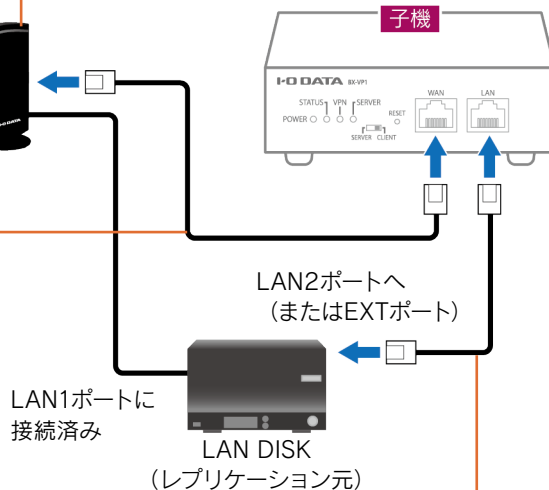 子機
I-O DATA BX-VP1
WAN
LAN
STATUS VPN SERVER
POWER
RESET
SERVER CLIENT
I-O DATA
LAN2ポートへ
（またはEXTポート）
LAN1ポートに
接続済み
LAN DISK
（レプリケーション元）